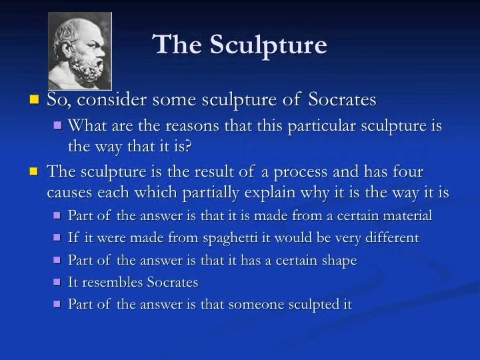 The Sculpture
So, consider some sculpture of Socrates
What are the reasons that this particular sculpture is
the way that it is?
The sculpture is the result of a process and has four
causes each which partially explain why it is the way it is
Part of the answer is that it is made from a certain material
If it were made from spaghetti it would be very different
Part of the answer is that it has a certain shape
It resembles Socrates
Part of the answer is that someone sculpted it